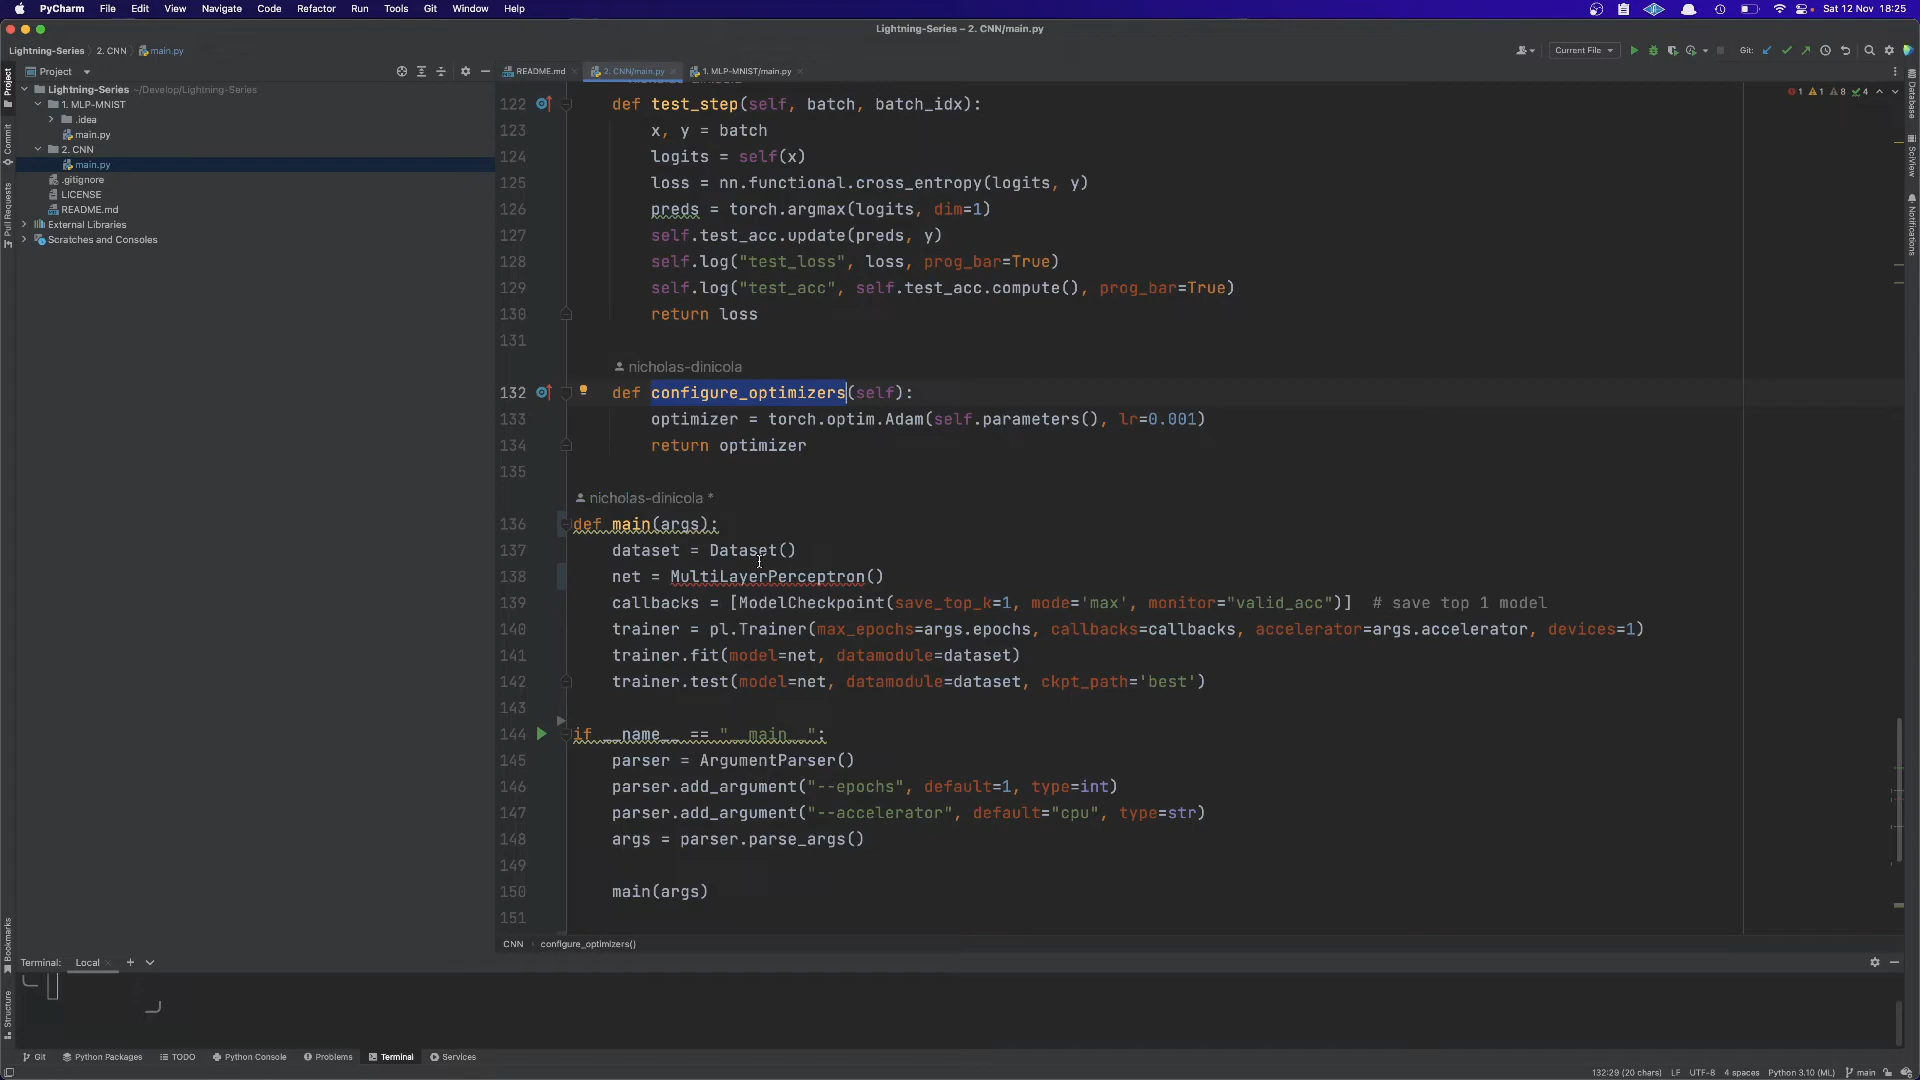 PyCharm File Edit View Navigate Code Refactor Run Tools Git Window Help Sat 12 Nov 18:25
Lightning-Series – 2. CNN/main.py
Lightning-Series 2. CNN main.py Current File Git:
Project README.md 2. CNN/main.py 1. MLP-MNIST/main.py
Lightning-Series ~/Develop/Lightning-Series
1. MLP-MNIST
.idea
main.py
2. CNN
main.py
.gitignore
LICENSE
README.md
External Libraries
Scratches and Consoles
Project
Commit
Pull Requests
Bookmarks
Structure
Database
SciView
Notifications
1 1 8 4
122 def test_step(self, batch, batch_idx):
123 x, y = batch
124 logits = self(x)
125 loss = nn.functional.cross_entropy(logits, y)
126 preds = torch.argmax(logits, dim=1)
127 self.test_acc.update(preds, y)
128 self.log("test_loss", loss, prog_bar=True)
129 self.log("test_acc", self.test_acc.compute(), prog_bar=True)
130 return loss
131
nicholas-dinicola
132 def configure_optimizers(self):
133 optimizer = torch.optim.Adam(self.parameters(), lr=0.001)
134 return optimizer
135
nicholas-dinicola *
136 def main(args):
137 dataset = Dataset()
138 net = MultiLayerPerceptron()
139 callbacks = [ModelCheckpoint(save_top_k=1, mode='max', monitor="valid_acc")] # save top 1 model
140 trainer = pl.Trainer(max_epochs=args.epochs, callbacks=callbacks, accelerator=args.accelerator, devices=1)
141 trainer.fit(model=net, datamodule=dataset)
142 trainer.test(model=net, datamodule=dataset, ckpt_path='best')
143
144 if __name__ == "__main__":
145 parser = ArgumentParser()
146 parser.add_argument("--epochs", default=1, type=int)
147 parser.add_argument("--accelerator", default="cpu", type=str)
148 args = parser.parse_args()
149
150 main(args)
151
CNN configure_optimizers()
Terminal: Local
Git Python Packages TODO Python Console Problems Terminal Services
132:29 (20 chars) LF UTF-8 4 spaces Python 3.10 (ML) main